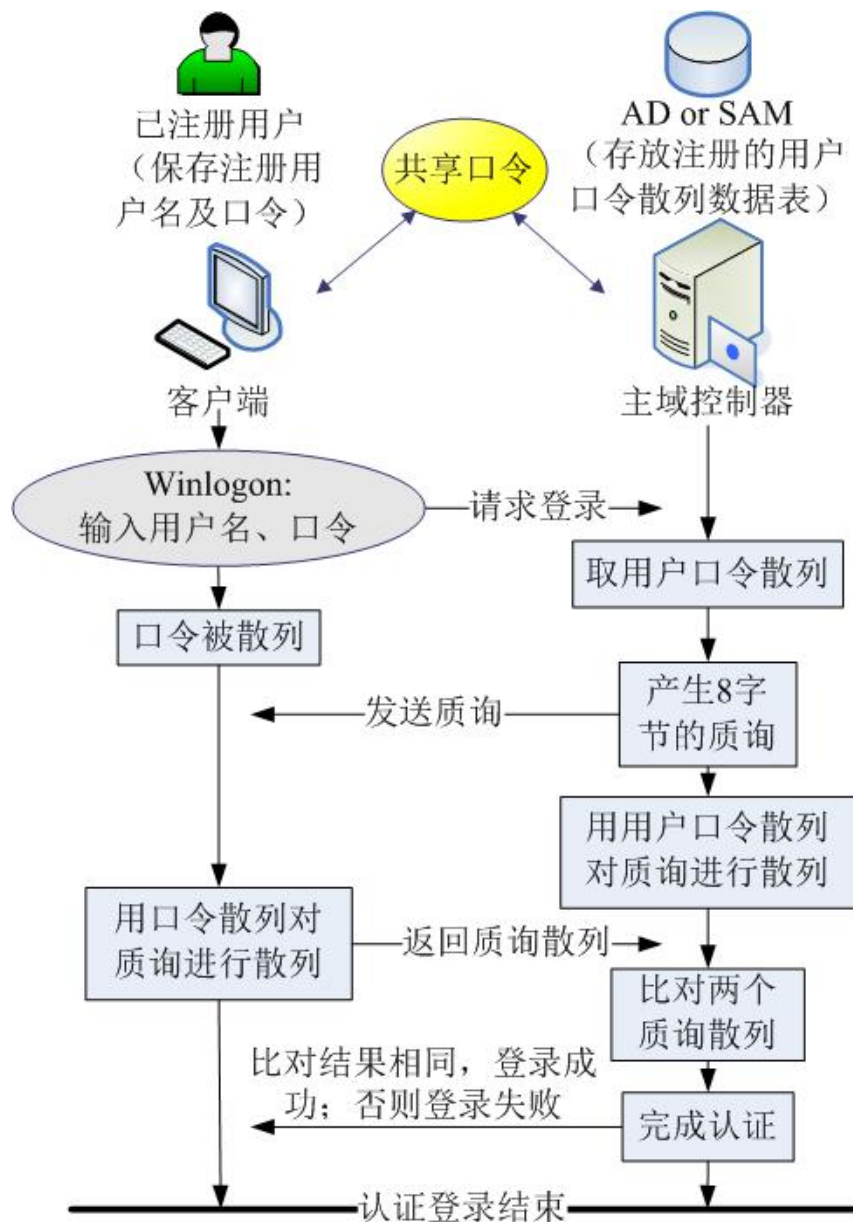 已注册用户
（保存注册用
户名及口令）
共享口令
AD or SAM
（存放注册的用户
口令散列数据表）
客户端
主域控制器
Winlogon:
输入用户名、口令
请求登录
取用户口令散列
口令被散列
产生8字
节的质询
发送质询
用用户口令散列
对质询进行散列
用口令散列对
质询进行散列
返回质询散列
比对两个
质询散列
比对结果相同，登录成
功；否则登录失败
完成认证
认证登录结束